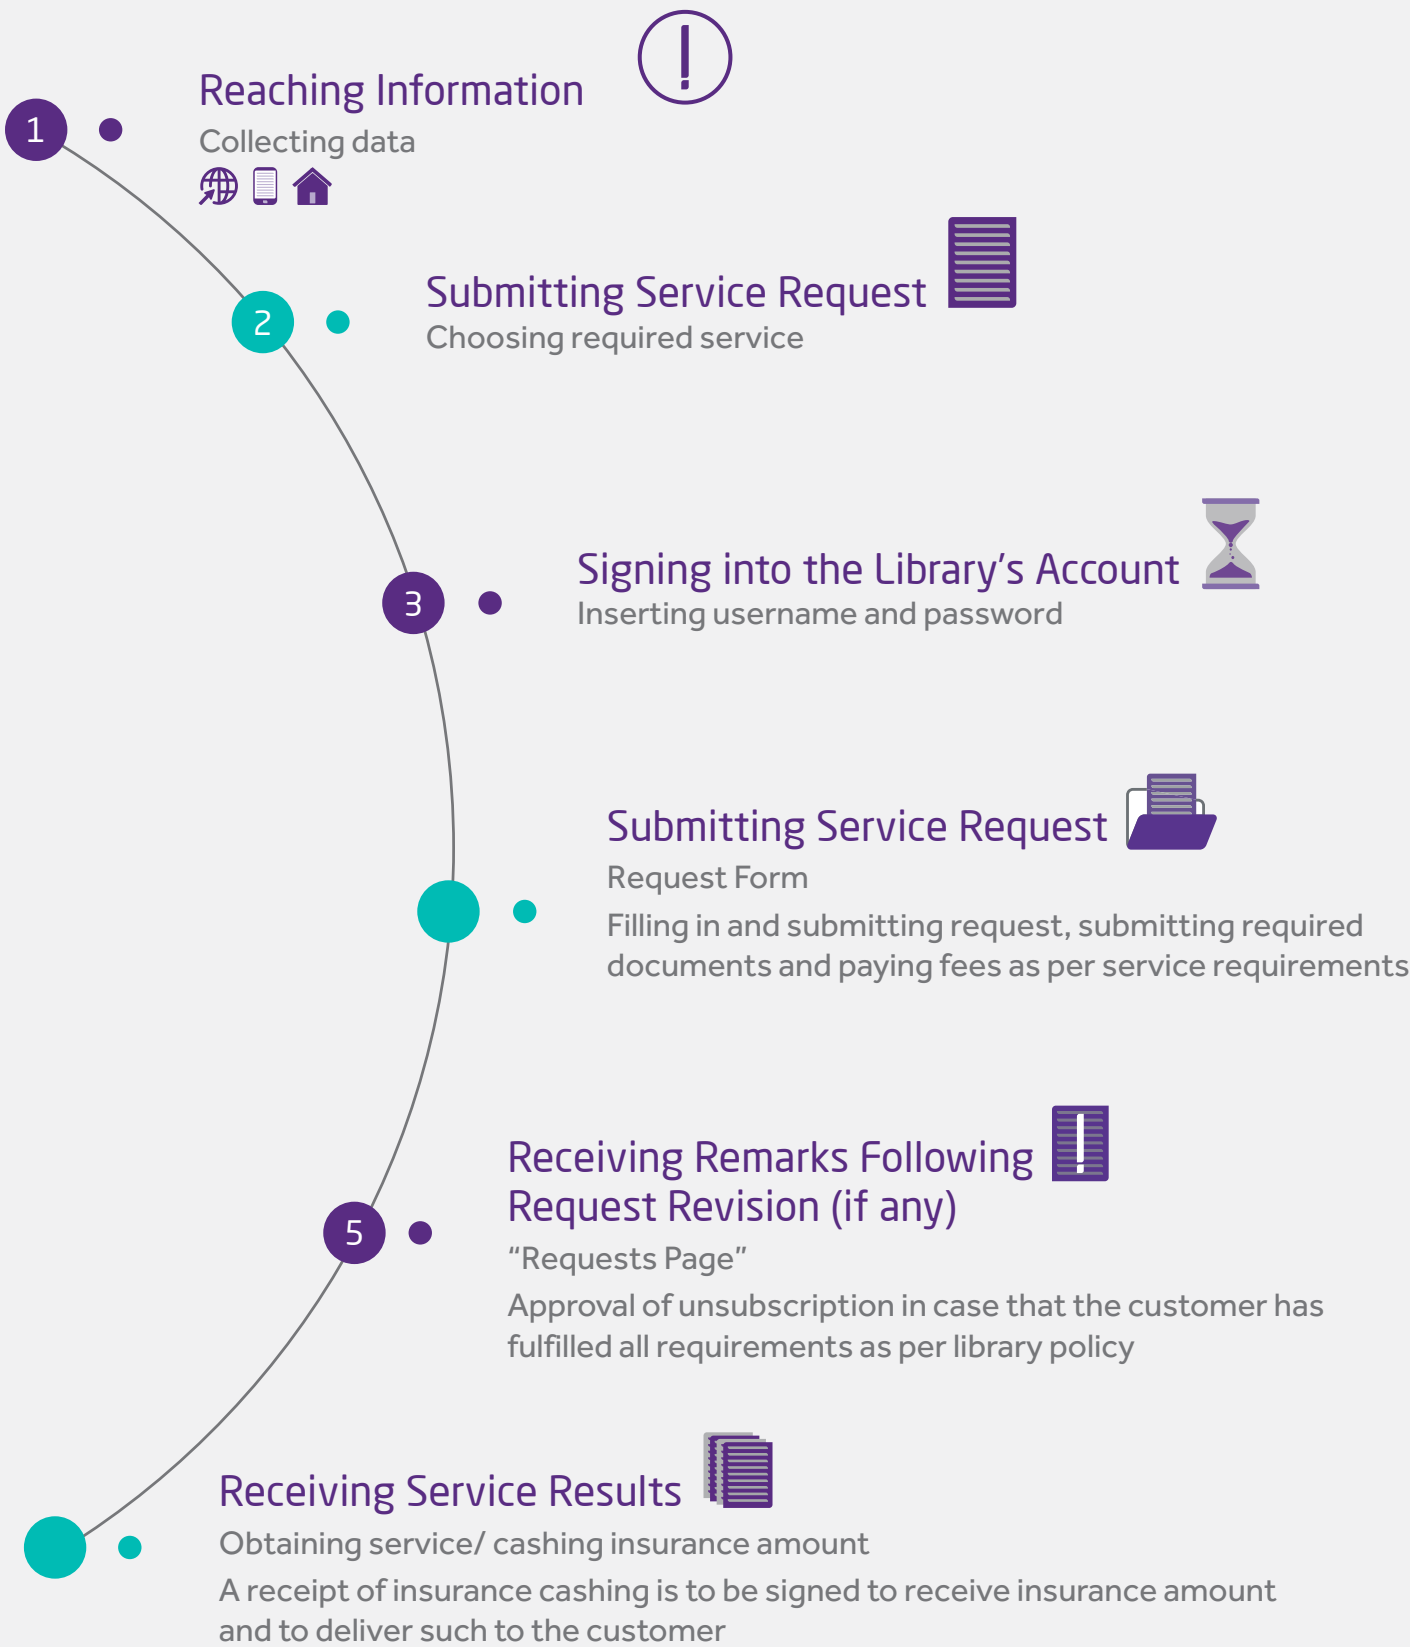 1
Reaching Information
Collecting data
2
Submitting Service Request
Choosing required service
3
Signing into the Library’s Account
Inserting username and password
Submitting Service Request
Request Form
Filling in and submitting request, submitting required
documents and paying fees as per service requirements
5
Receiving Remarks Following
Request Revision (if any)
“Requests Page”
Approval of unsubscription in case that the customer has
fulfilled all requirements as per library policy
Receiving Service Results
Obtaining service/ cashing insurance amount
A receipt of insurance cashing is to be signed to receive insurance amount
and to deliver such to the customer